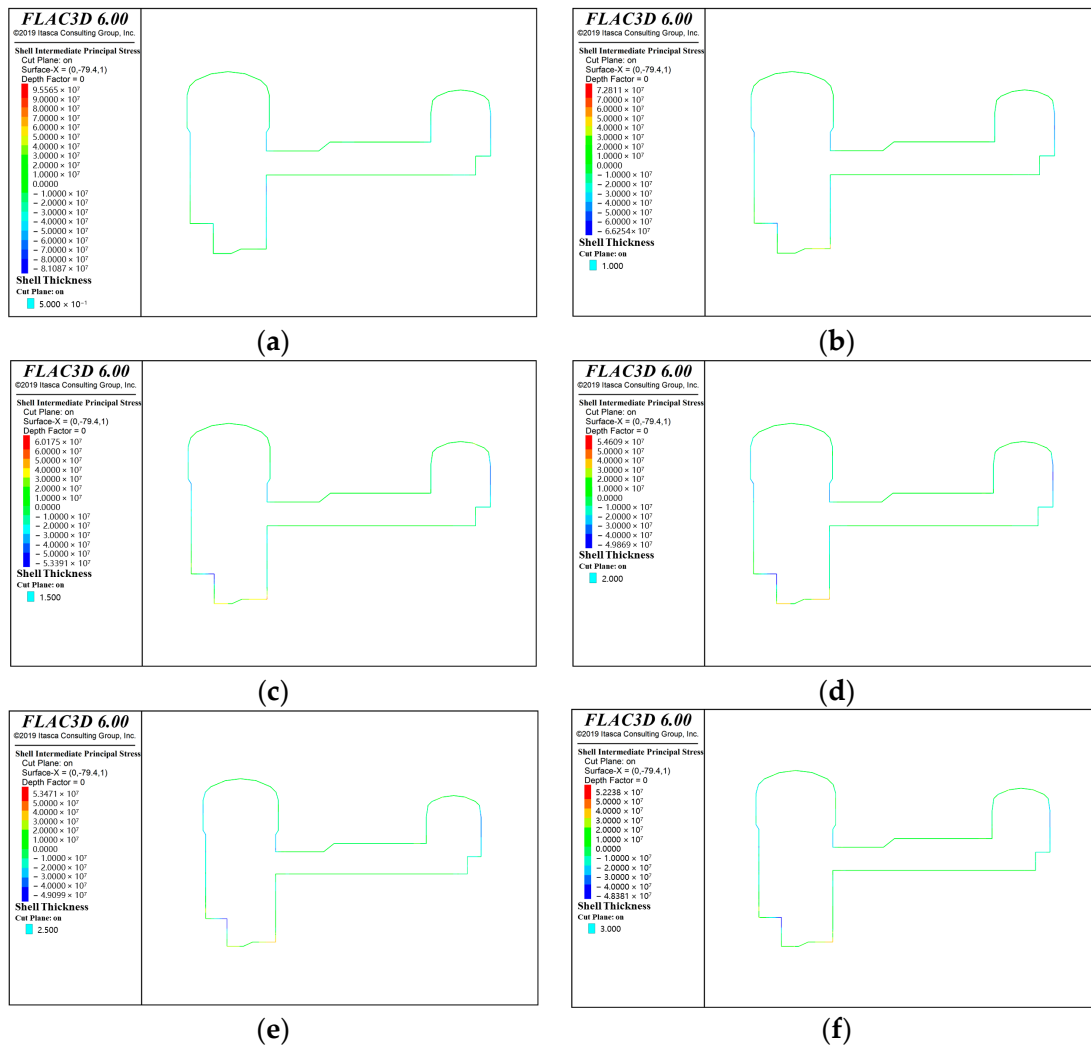 FLAC3D 6.00
©2019 Itasca Consulting Group, Inc.
Shell Intermediate Principal Stress
Cut Plane: on
Surface-X = (0,-79.4,1)
Depth Factor = 0
9.5565 × 10⁷
9.0000 × 10⁷
8.0000 × 10⁷
7.0000 × 10⁷
6.0000 × 10⁷
5.0000 × 10⁷
4.0000 × 10⁷
3.0000 × 10⁷
2.0000 × 10⁷
1.0000 × 10⁷
0.0000
– 1.0000 × 10⁷
– 2.0000 × 10⁷
– 3.0000 × 10⁷
– 4.0000 × 10⁷
– 5.0000 × 10⁷
– 6.0000 × 10⁷
– 7.0000 × 10⁷
– 8.0000 × 10⁷
– 8.1087 × 10⁷
Shell Thickness
Cut Plane: on
5.000 × 10⁻¹
(a)
FLAC3D 6.00
©2019 Itasca Consulting Group, Inc.
Shell Intermediate Principal Stress
Cut Plane: on
Surface-X = (0,-79.4,1)
Depth Factor = 0
7.2811 × 10⁷
7.0000 × 10⁷
6.0000 × 10⁷
5.0000 × 10⁷
4.0000 × 10⁷
3.0000 × 10⁷
2.0000 × 10⁷
1.0000 × 10⁷
0.0000
– 1.0000 × 10⁷
– 2.0000 × 10⁷
– 3.0000 × 10⁷
– 4.0000 × 10⁷
– 5.0000 × 10⁷
– 6.0000 × 10⁷
– 6.6254 × 10⁷
Shell Thickness
Cut Plane: on
1.000
(b)
FLAC3D 6.00
©2019 Itasca Consulting Group, Inc.
Shell Intermediate Principal Stress
Cut Plane: on
Surface-X = (0,-79.4,1)
Depth Factor = 0
6.0175 × 10⁷
6.0000 × 10⁷
5.0000 × 10⁷
4.0000 × 10⁷
3.0000 × 10⁷
2.0000 × 10⁷
1.0000 × 10⁷
0.0000
– 1.0000 × 10⁷
– 2.0000 × 10⁷
– 3.0000 × 10⁷
– 4.0000 × 10⁷
– 5.0000 × 10⁷
– 5.3391 × 10⁷
Shell Thickness
Cut Plane: on
1.500
(c)
FLAC3D 6.00
©2019 Itasca Consulting Group, Inc.
Shell Intermediate Principal Stress
Cut Plane: on
Surface-X = (0,-79.4,1)
Depth Factor = 0
5.4609 × 10⁷
5.0000 × 10⁷
4.0000 × 10⁷
3.0000 × 10⁷
2.0000 × 10⁷
1.0000 × 10⁷
0.0000
– 1.0000 × 10⁷
– 2.0000 × 10⁷
– 3.0000 × 10⁷
– 4.0000 × 10⁷
– 4.9869 × 10⁷
Shell Thickness
Cut Plane: on
2.000
(d)
FLAC3D 6.00
©2019 Itasca Consulting Group, Inc.
Shell Intermediate Principal Stress
Cut Plane: on
Surface-X = (0,-79.4,1)
Depth Factor = 0
5.3471 × 10⁷
5.0000 × 10⁷
4.0000 × 10⁷
3.0000 × 10⁷
2.0000 × 10⁷
1.0000 × 10⁷
0.0000
– 1.0000 × 10⁷
– 2.0000 × 10⁷
– 3.0000 × 10⁷
– 4.0000 × 10⁷
– 4.9099 × 10⁷
Shell Thickness
Cut Plane: on
2.500
(e)
FLAC3D 6.00
©2019 Itasca Consulting Group, Inc.
Shell Intermediate Principal Stress
Cut Plane: on
Surface-X = (0,-79.4,1)
Depth Factor = 0
5.2238 × 10⁷
5.0000 × 10⁷
4.0000 × 10⁷
3.0000 × 10⁷
2.0000 × 10⁷
1.0000 × 10⁷
0.0000
– 1.0000 × 10⁷
– 2.0000 × 10⁷
– 3.0000 × 10⁷
– 4.0000 × 10⁷
– 4.8381 × 10⁷
Shell Thickness
Cut Plane: on
3.000
(f)